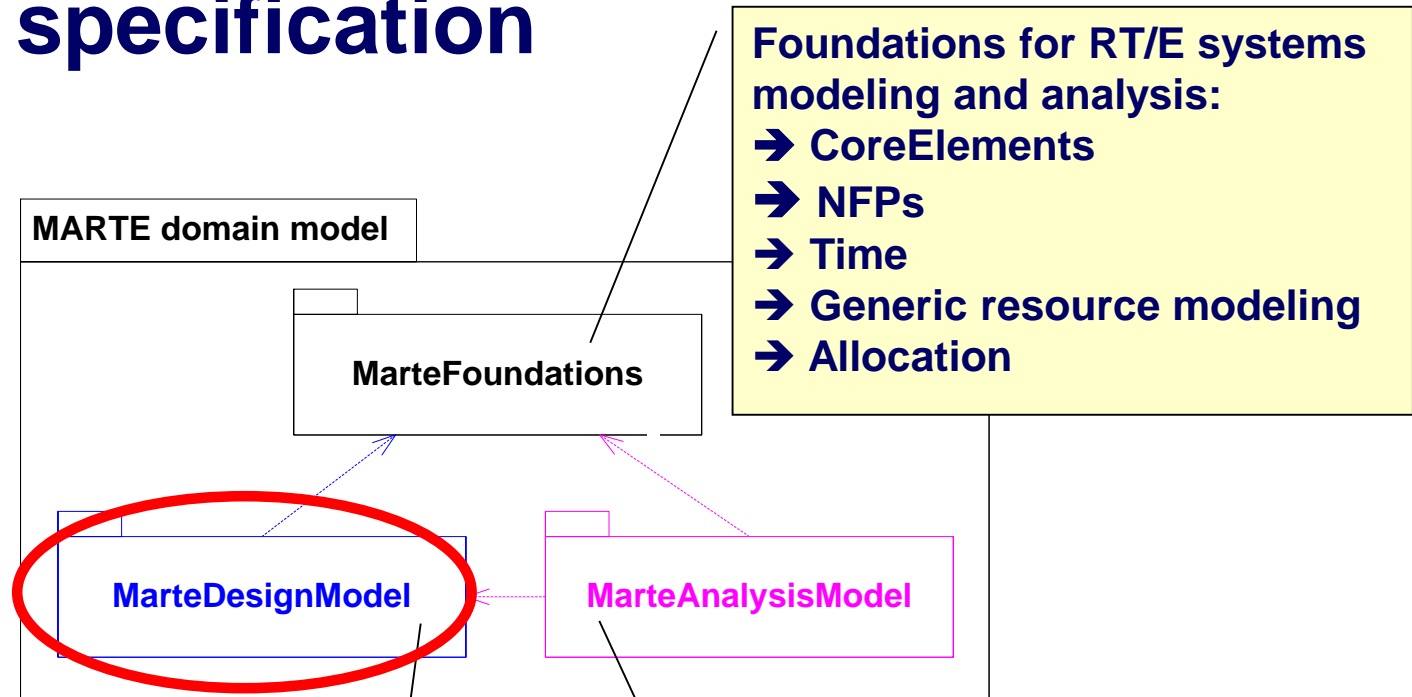 specification
Foundations for RT/E systems
modeling and analysis:
➔ CoreElements
➔ NFPs
➔ Time
➔ Generic resource modeling
➔ Allocation
MARTE domain model
MarteFoundations
MarteDesignModel
MarteAnalysisModel